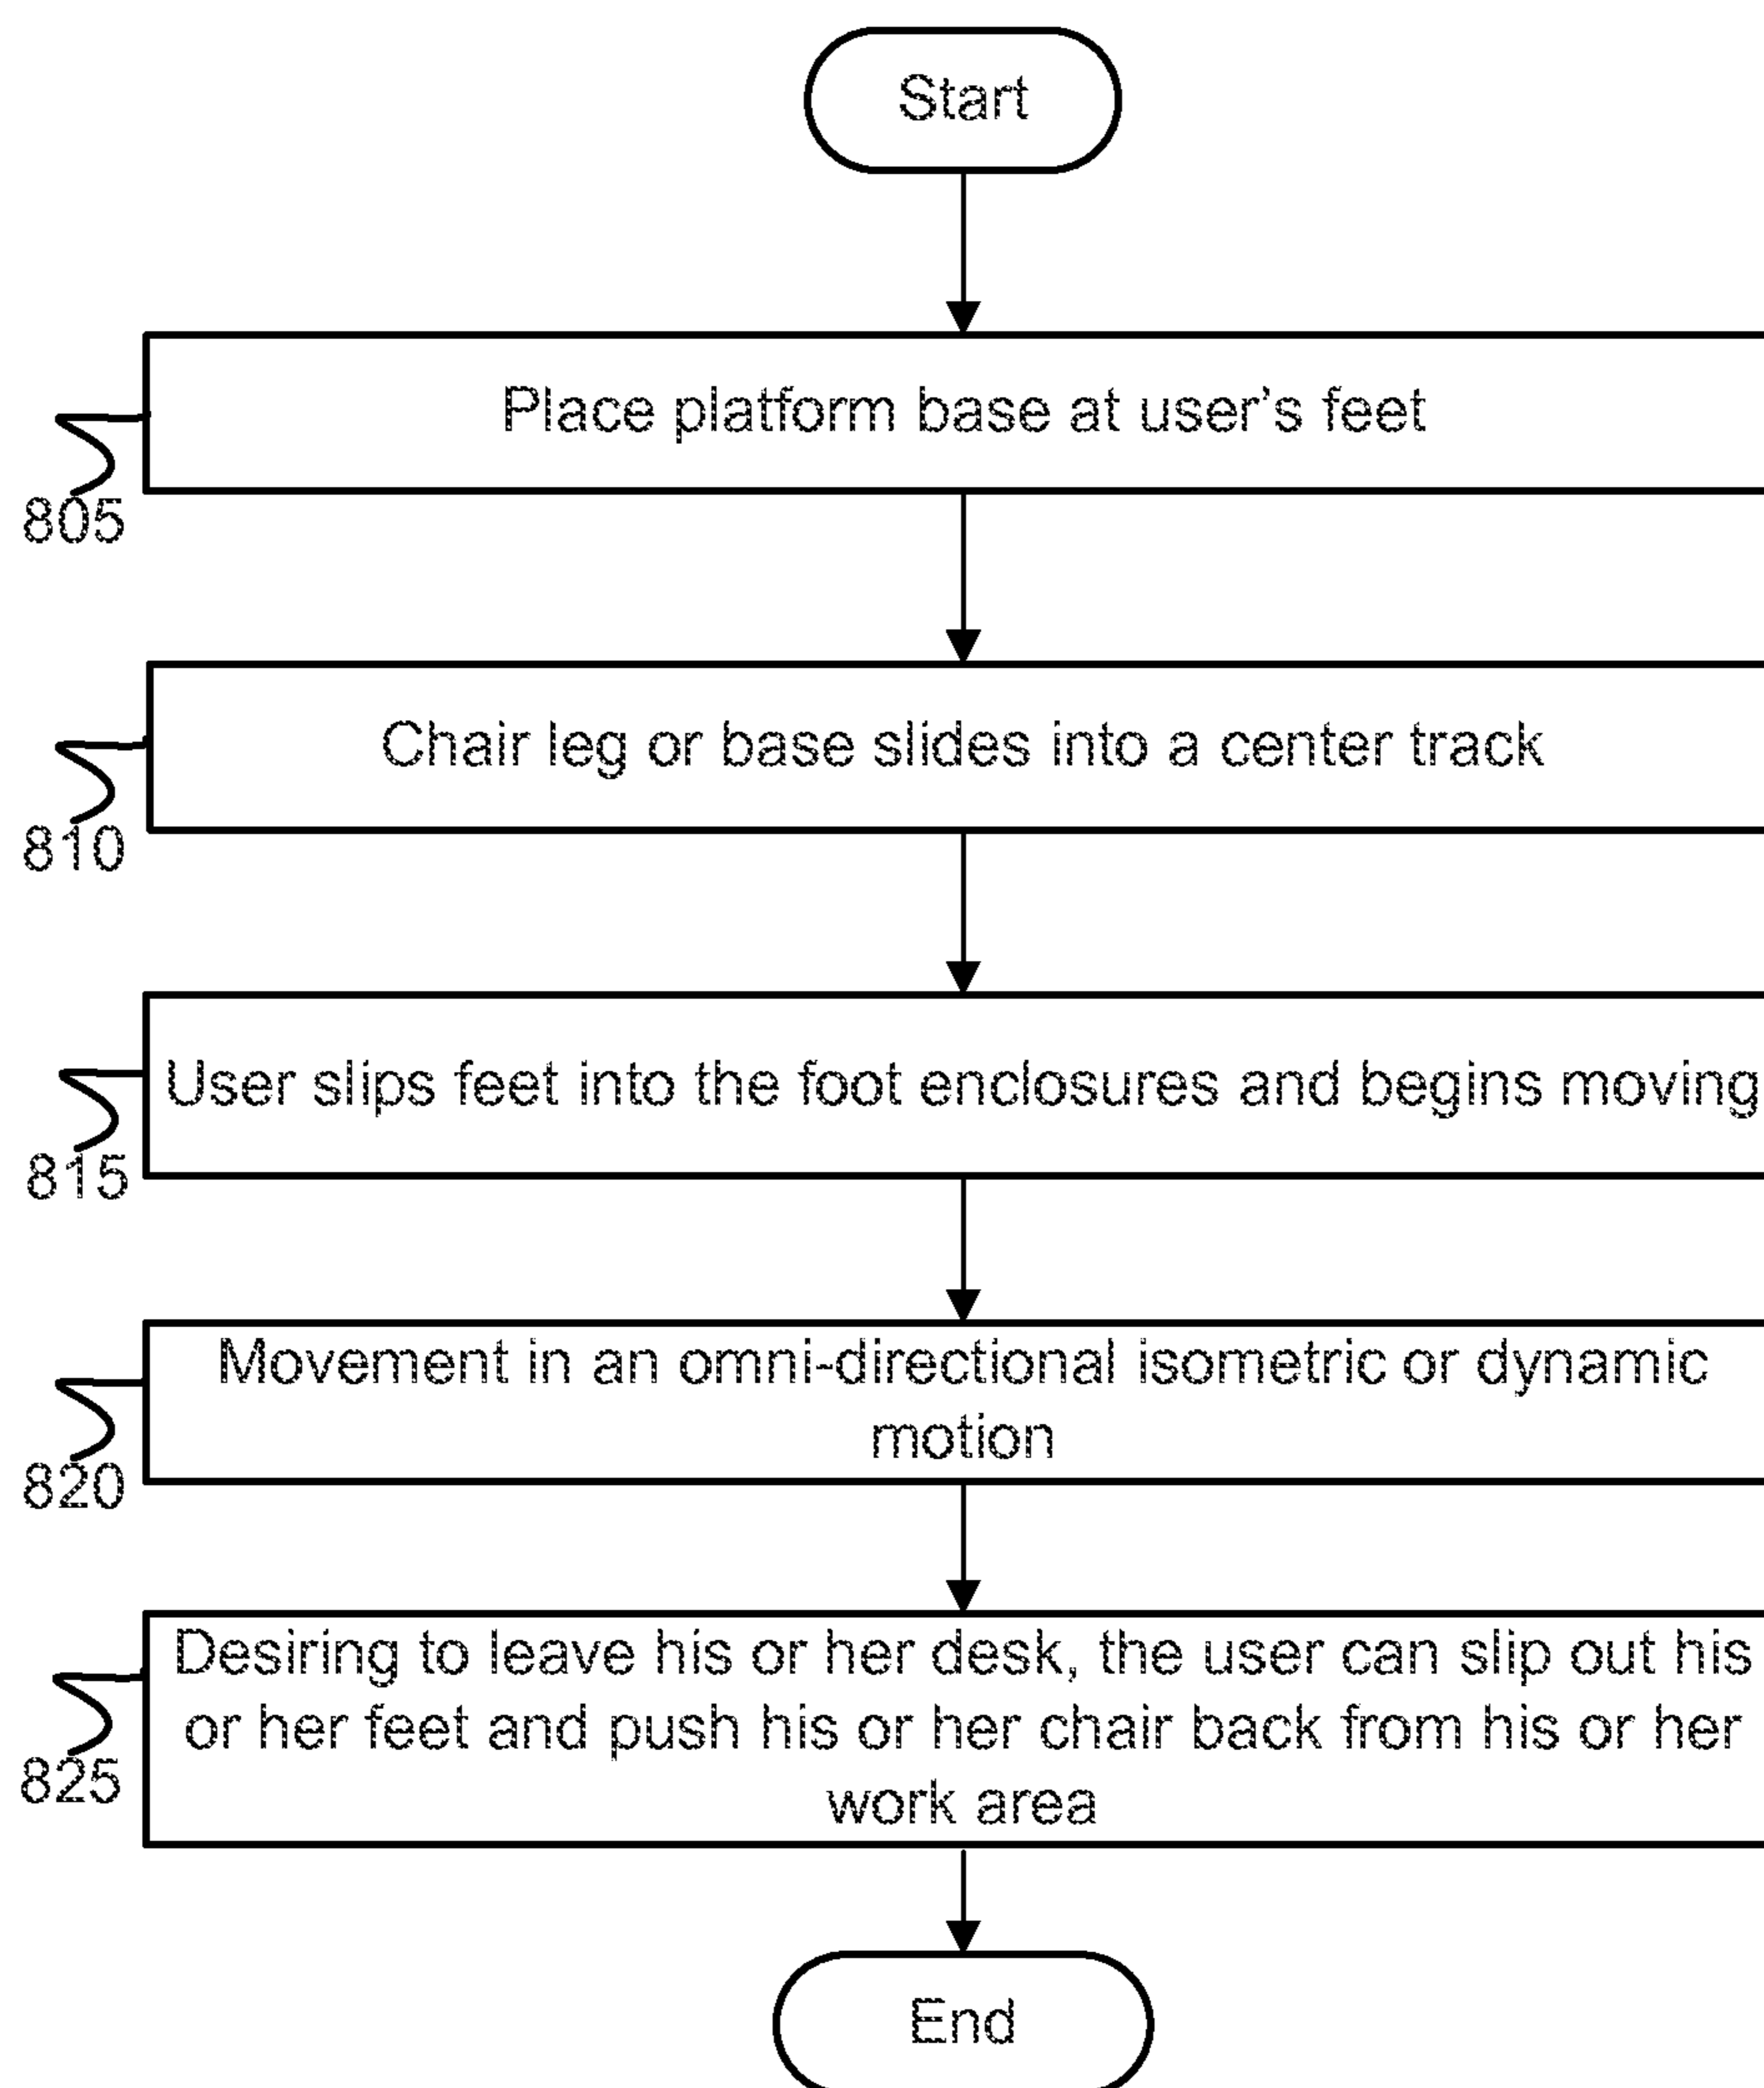 Start
Place platform base at user's feet
805
Chair leg or base slides into a center track
810
User slips feet into the foot enclosures and begins moving
815
Movement in an omni-directional isometric or dynamic
motion
820
Desiring to leave his or her desk, the user can slip out his
or her feet and push his or her chair back from his or her
work area
825
End